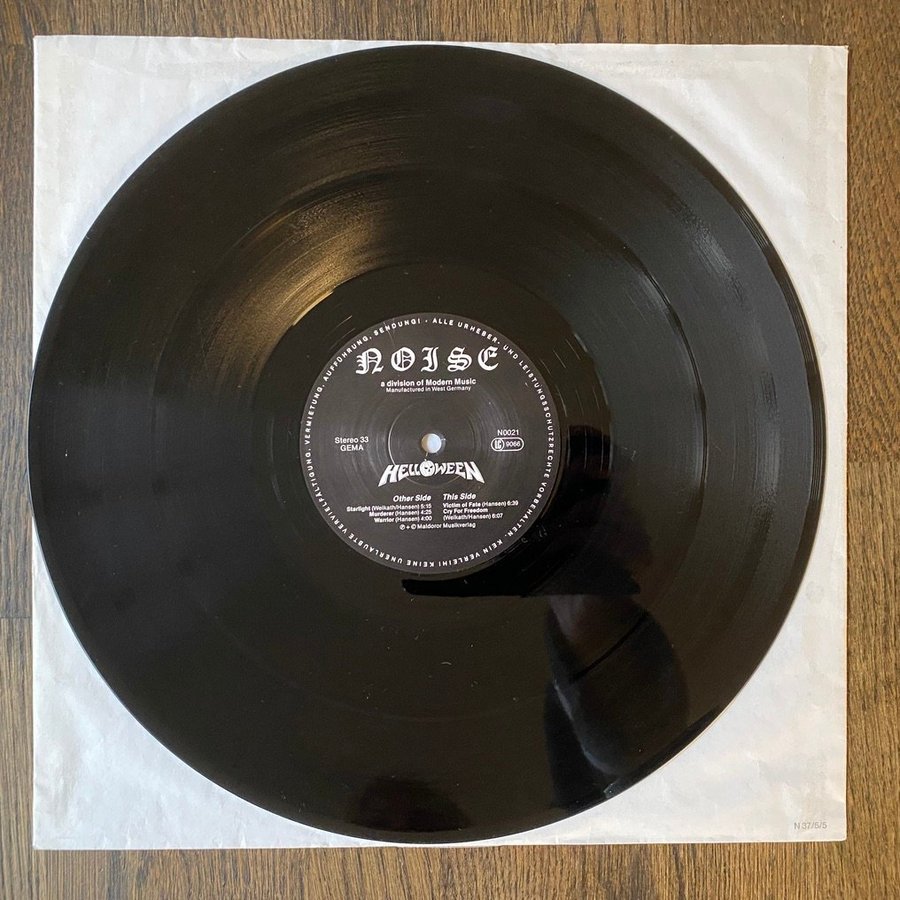 ALLE URHEBER- UND LEISTUNGSSCHUTZRECHTE VORBEHALTEN. KEIN VERLEIH! KEINE UNERLAUBTE VERVIELFÄLTIGUNG, VERMIETUNG, AUFFÜHRUNG, SENDUNG! -
NOISE
a division of Modern Music
Manufactured in West Germany
Stereo 33
GEMA
N0021
LC 9066
HELLOWEEN
Other Side
Starlight (Weikath/Hansen) 5:15
Murderer (Hansen) 4:25
Warrior (Hansen) 4:00
This Side
Victim of Fate (Hansen) 6:39
Cry For Freedom
(Weikath/Hansen) 6:07
℗ + © Maldoror Musikverlag
N 37/5/5